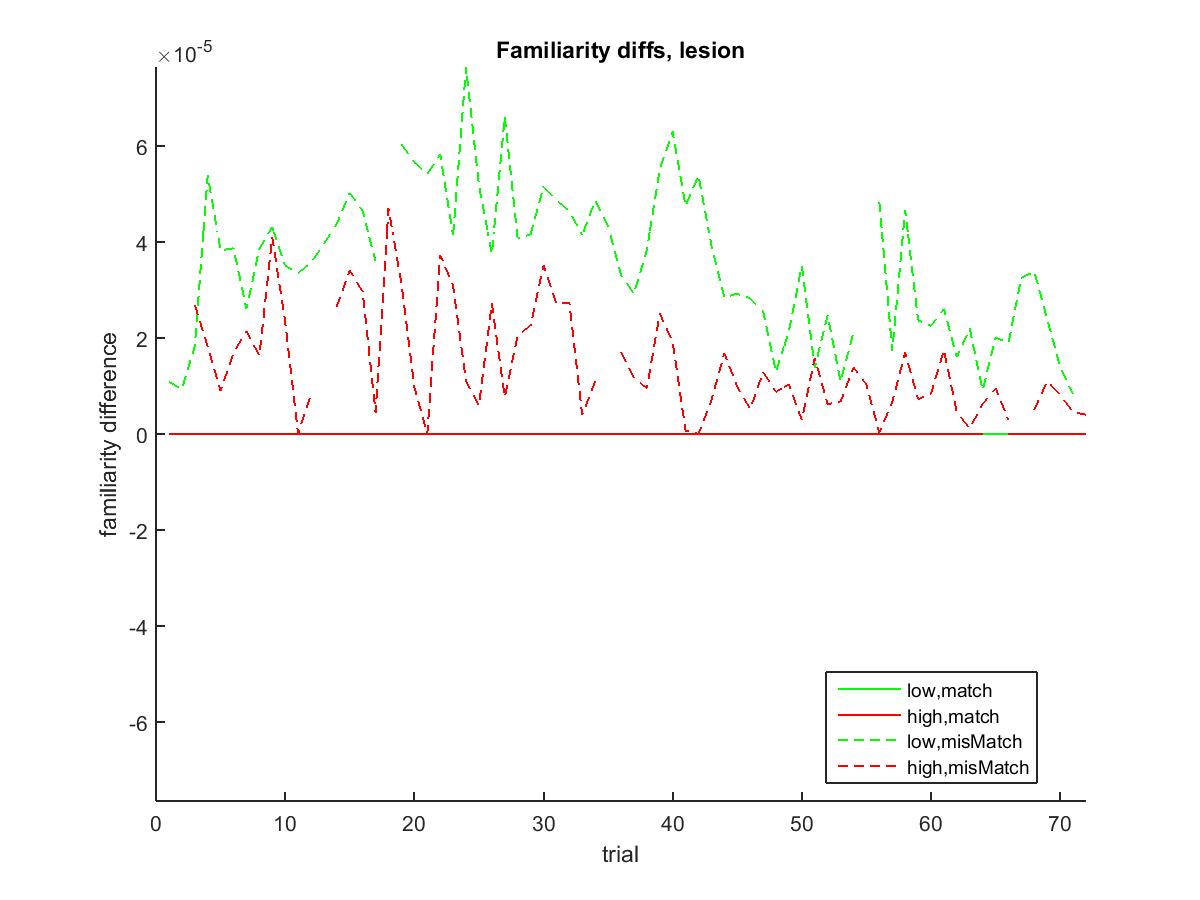 ×10-5
Familiarity diffs, lesion
6
4
2
0
-2
-4
-6
familiarity difference
low,match
high,match
low,misMatch
high,misMatch
0 10 20 30 40 50 60 70
trial